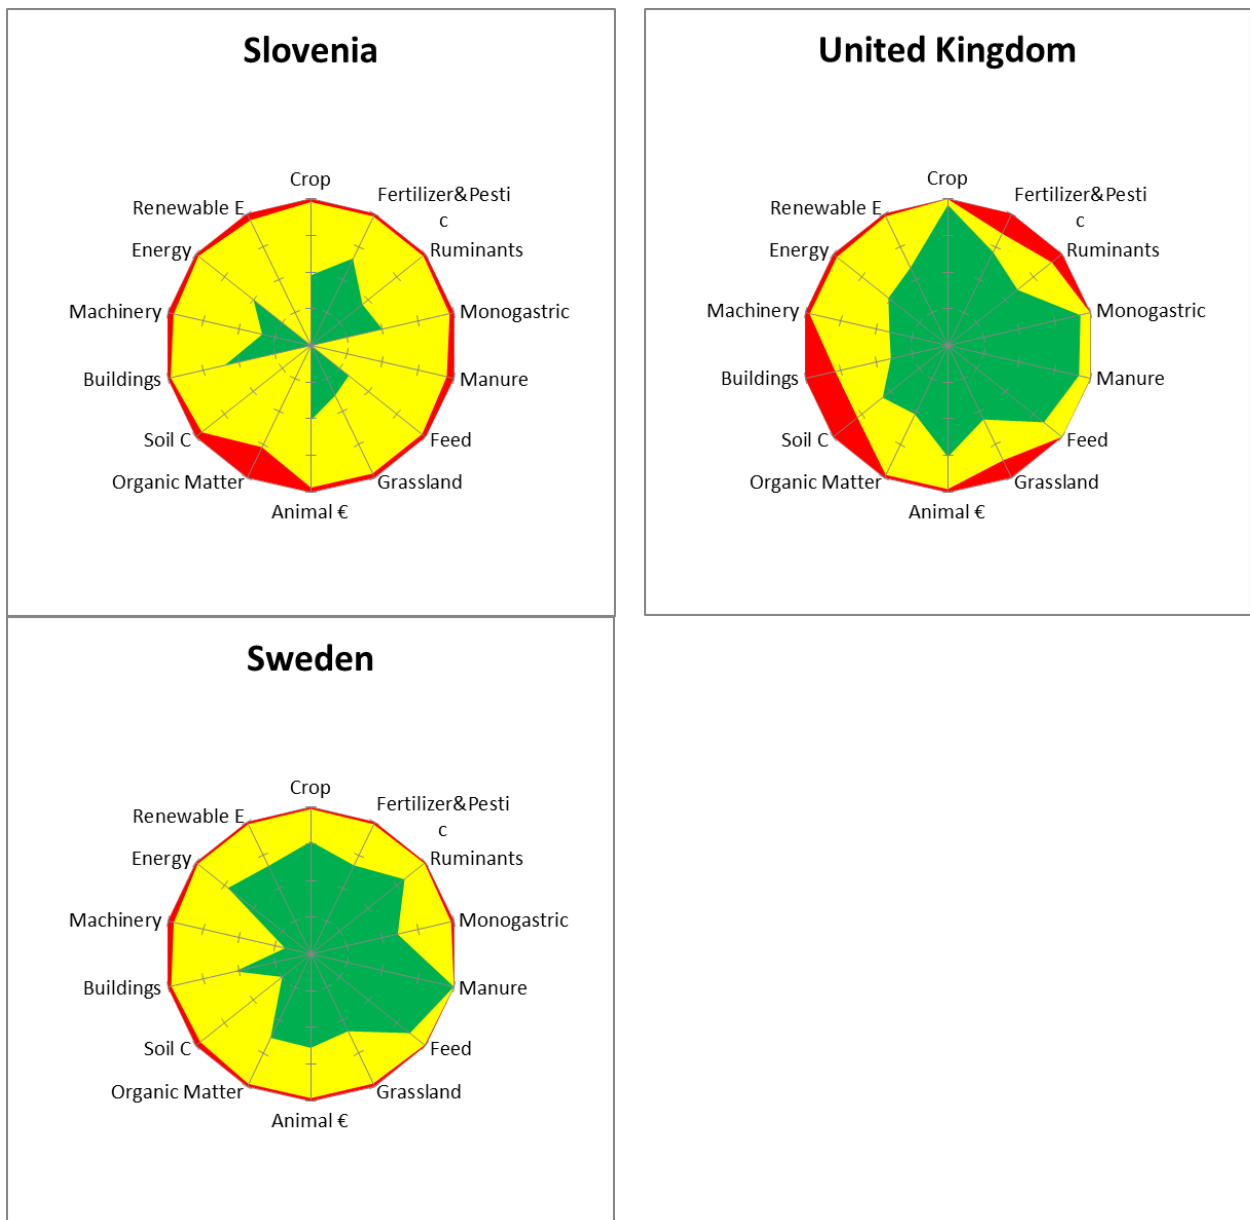 Slovenia
Crop
Fertilizer&Pesti
c
Ruminants
Monogastric
Manure
Feed
Grassland
Animal €
Organic Matter
Soil C
Buildings
Machinery
Energy
Renewable E
United Kingdom
Crop
Fertilizer&Pesti
c
Ruminants
Monogastric
Manure
Feed
Grassland
Animal €
Organic Matter
Soil C
Buildings
Machinery
Energy
Renewable E
Sweden
Crop
Fertilizer&Pesti
c
Ruminants
Monogastric
Manure
Feed
Grassland
Animal €
Organic Matter
Soil C
Buildings
Machinery
Energy
Renewable E